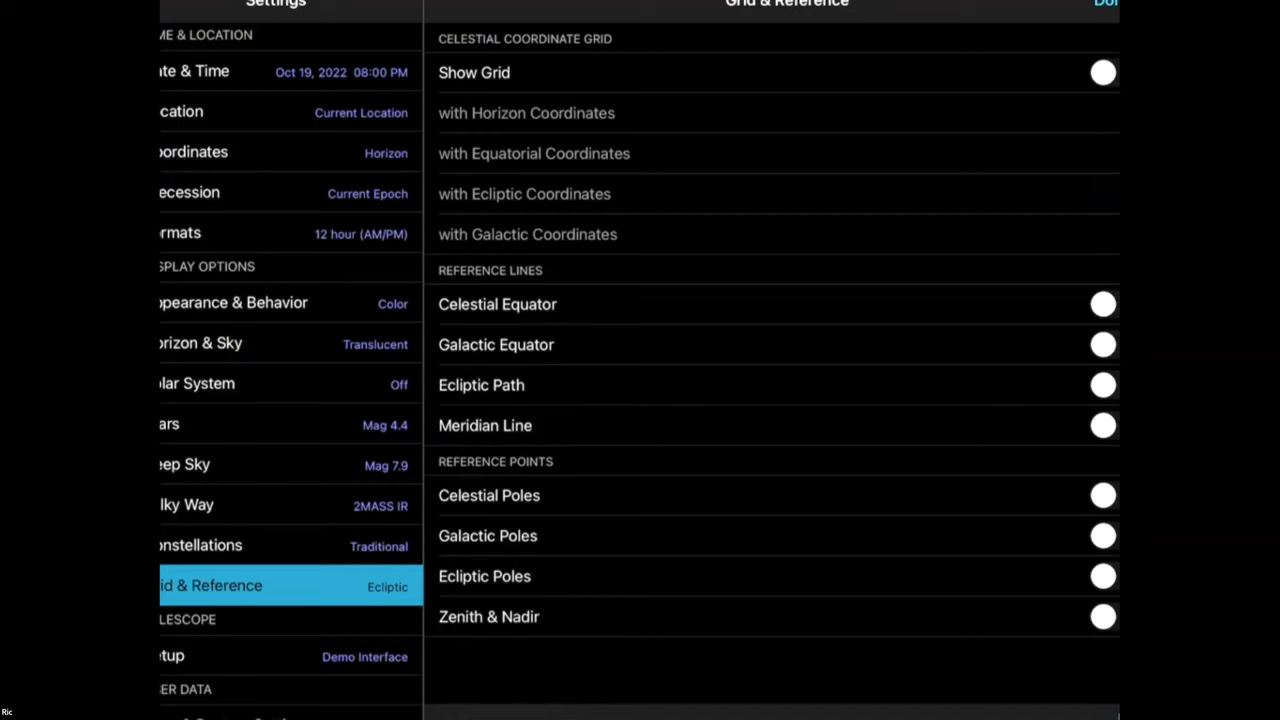 Settings
Grid & Reference
Do
ME & LOCATION
te & Time Oct 19, 2022 08:00 PM
cation Current Location
ordinates Horizon
ecession Current Epoch
rmats 12 hour (AM/PM)
SPLAY OPTIONS
ppearance & Behavior Color
rizon & Sky Translucent
lar System Off
ars Mag 4.4
eep Sky Mag 7.9
lky Way 2MASS IR
onstellations Traditional
id & Reference Ecliptic
LESCOPE
tup Demo Interface
ER DATA
CELESTIAL COORDINATE GRID
Show Grid
with Horizon Coordinates
with Equatorial Coordinates
with Ecliptic Coordinates
with Galactic Coordinates
REFERENCE LINES
Celestial Equator
Galactic Equator
Ecliptic Path
Meridian Line
REFERENCE POINTS
Celestial Poles
Galactic Poles
Ecliptic Poles
Zenith & Nadir
Ric